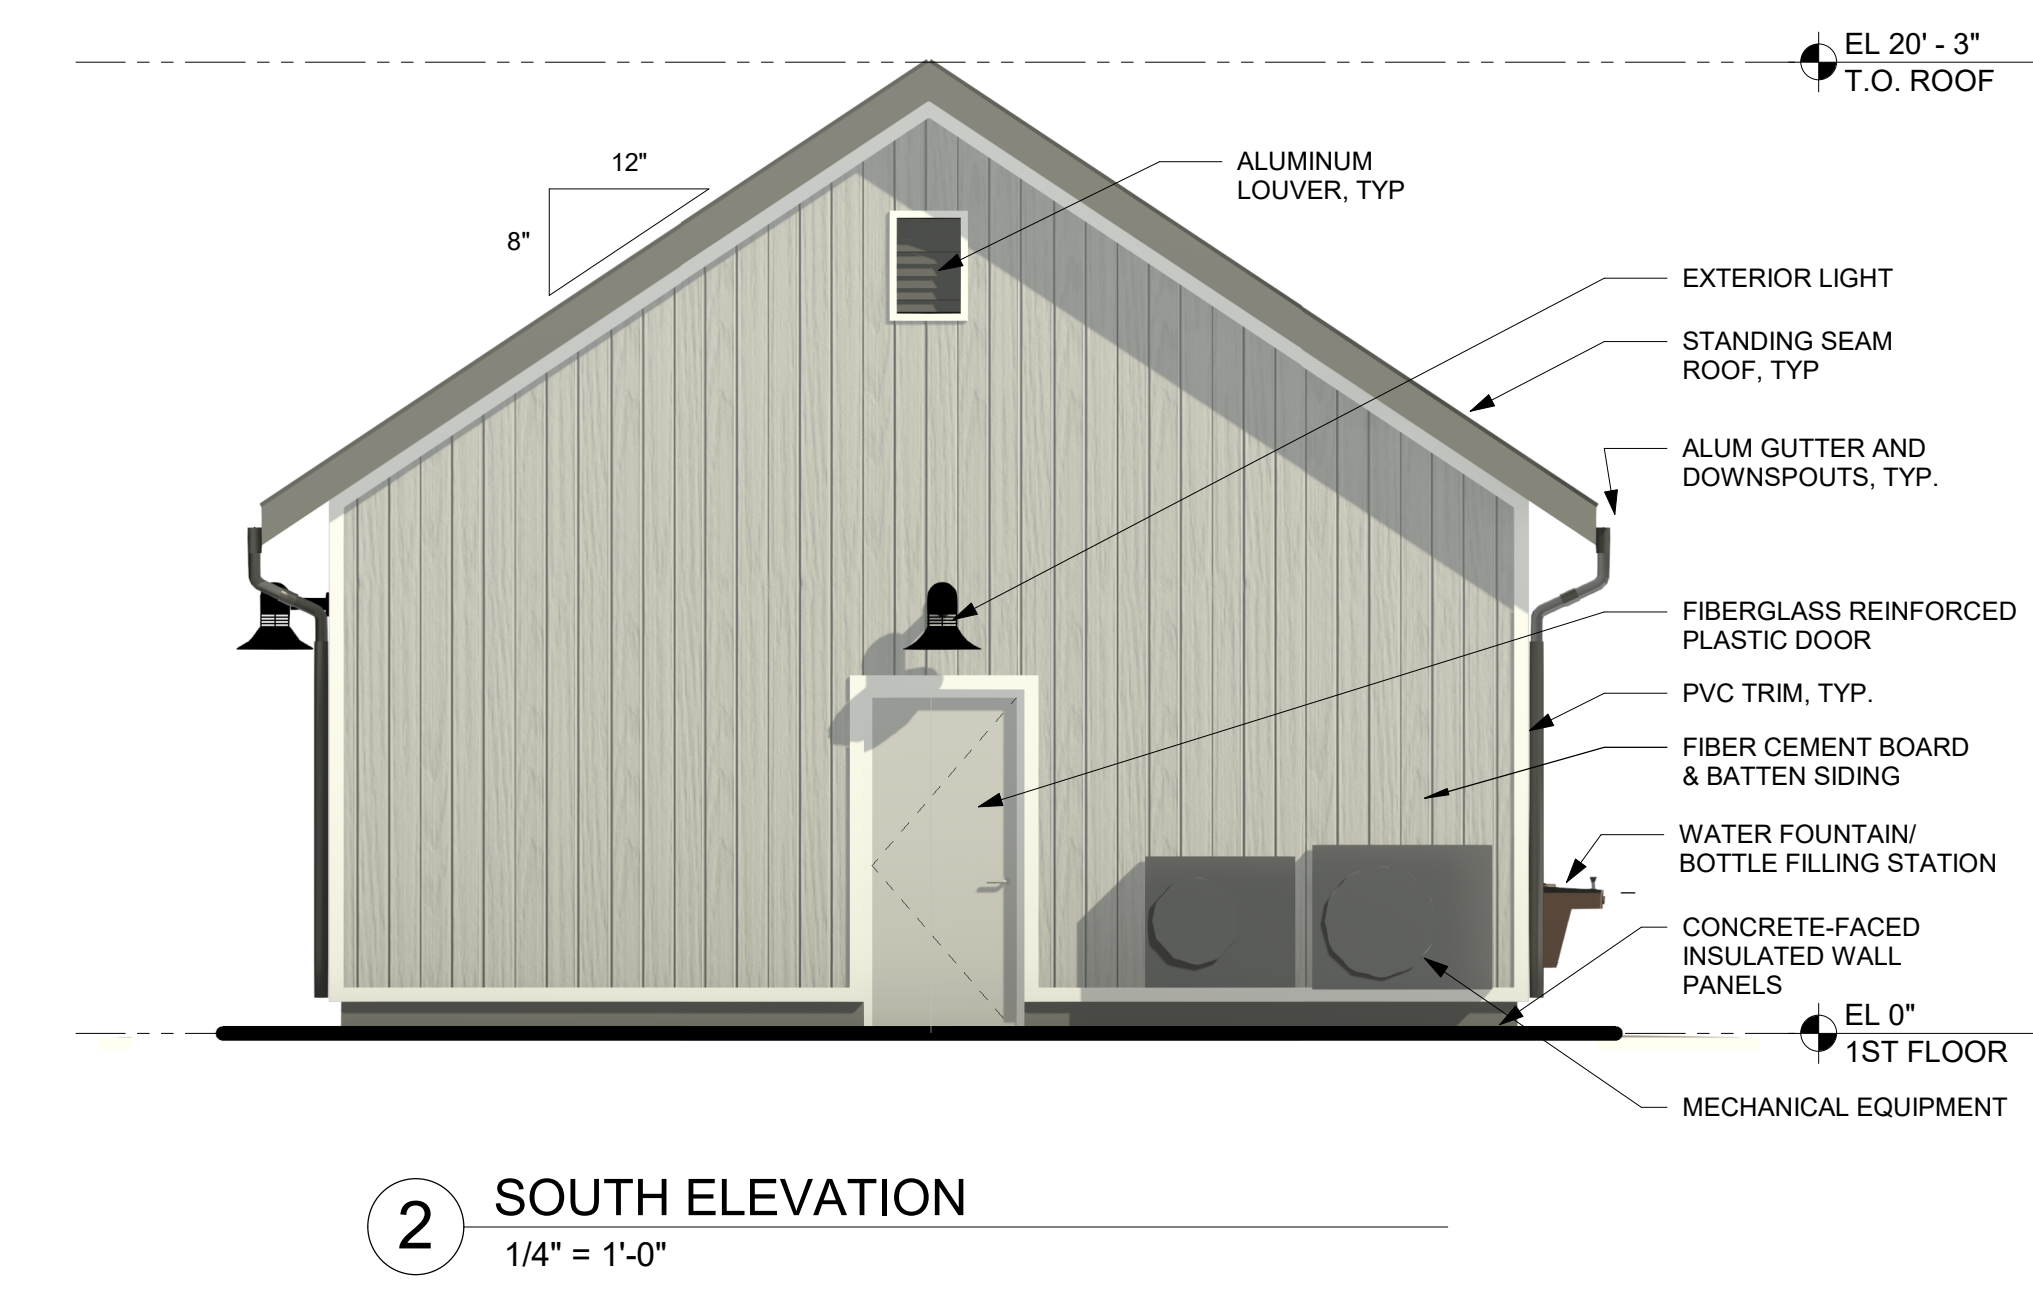 EL 20' - 3"
T.O. ROOF
12"
8"
ALUMINUM
LOUVER, TYP
EXTERIOR LIGHT
STANDING SEAM
ROOF, TYP
ALUM GUTTER AND
DOWNSPOUTS, TYP.
FIBERGLASS REINFORCED
PLASTIC DOOR
PVC TRIM, TYP.
FIBER CEMENT BOARD
& BATTEN SIDING
WATER FOUNTAIN/
BOTTLE FILLING STATION
CONCRETE-FACED
INSULATED WALL
PANELS
EL 0"
1ST FLOOR
MECHANICAL EQUIPMENT
2
SOUTH ELEVATION
1/4" = 1'-0"